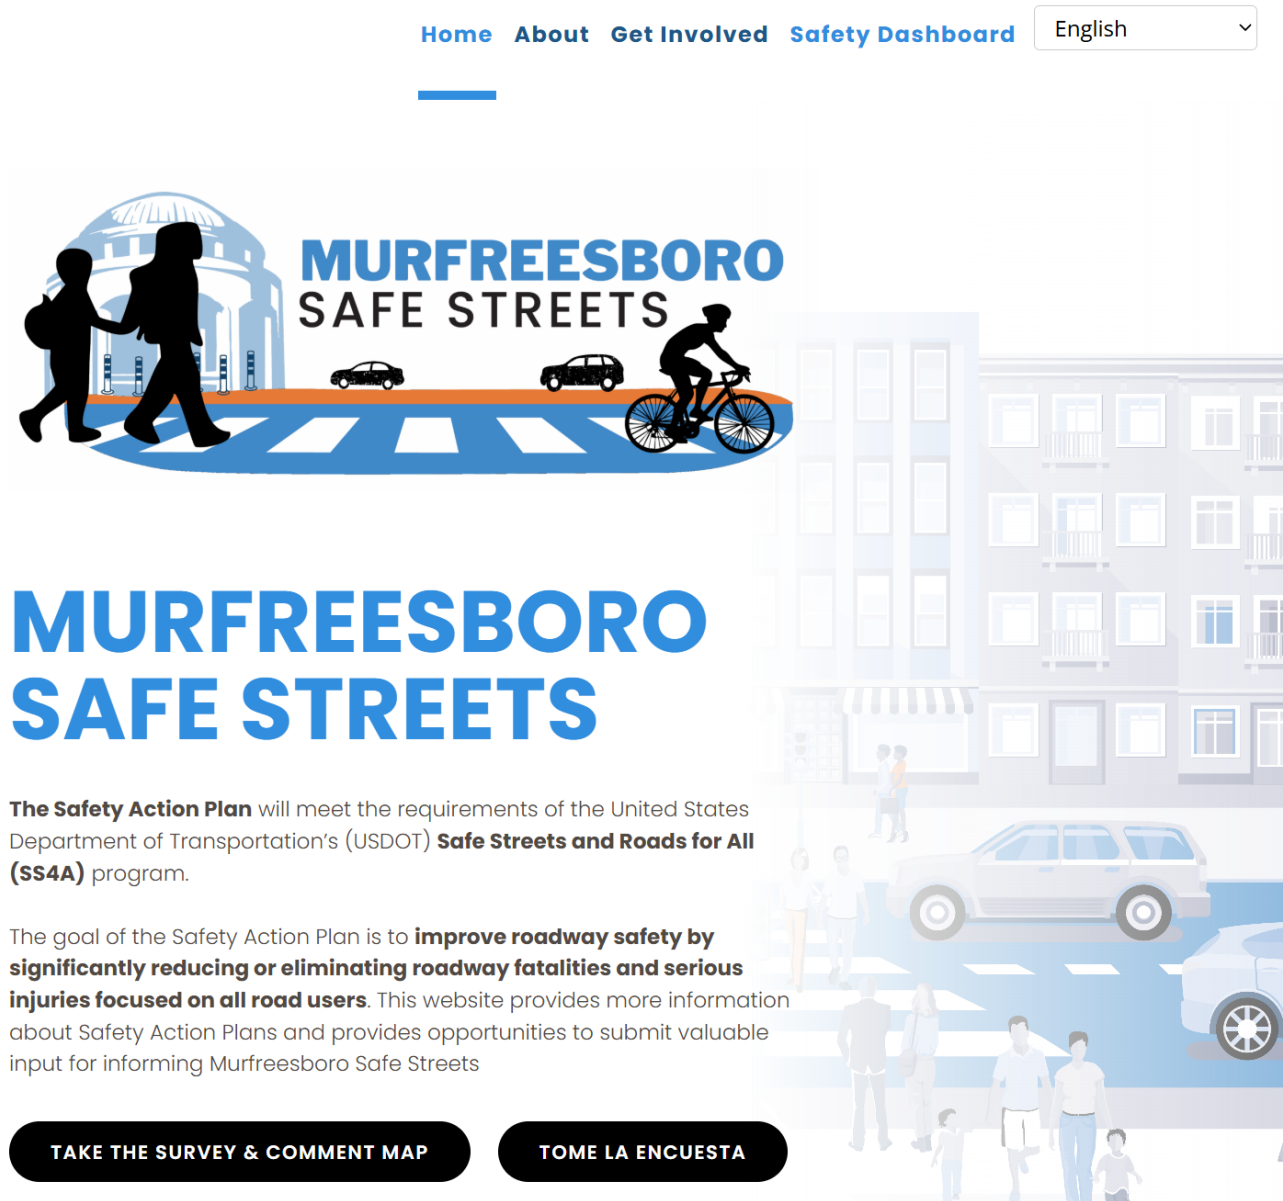 Home About Get Involved Safety Dashboard English
MURFREESBORO
SAFE STREETS
MURFREESBORO
SAFE STREETS
The Safety Action Plan will meet the requirements of the United States
Department of Transportation’s (USDOT) Safe Streets and Roads for All
(SS4A) program.
The goal of the Safety Action Plan is to improve roadway safety by
significantly reducing or eliminating roadway fatalities and serious
injuries focused on all road users. This website provides more information
about Safety Action Plans and provides opportunities to submit valuable
input for informing Murfreesboro Safe Streets
TAKE THE SURVEY & COMMENT MAP TOME LA ENCUESTA